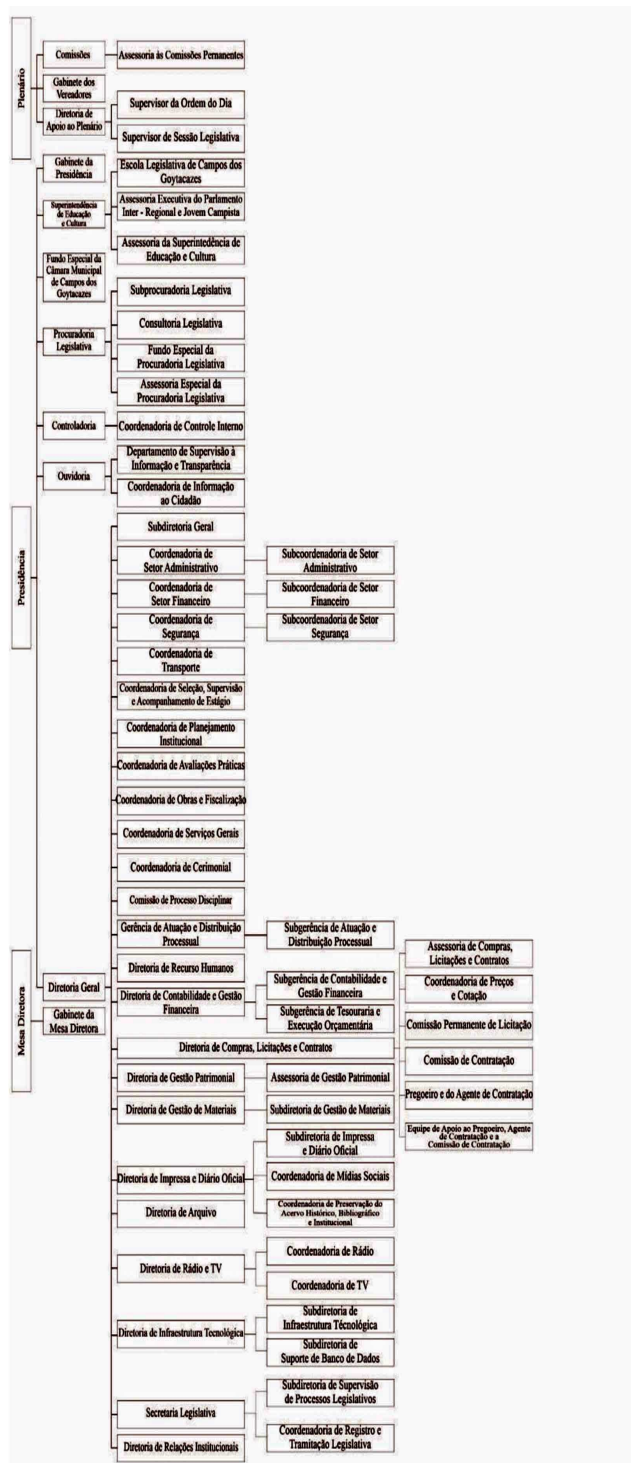 Plenário
Comissões
Assessoria às Comissões Permanentes
Gabinete dos
Vereadores
Diretoria de
Apoio ao Plenário
Supervisor da Ordem do Dia
Supervisor de Sessão Legislativa
Presidência
Gabinete da
Presidência
Superintendência
de Educação
e Cultura
Escola Legislativa de Campos dos
Goytacazes
Assessoria Executiva do Parlamento
Inter - Regional e Jovem Campista
Assessoria da Superintedência de
Educação e Cultura
Fundo Especial da
Câmara Municipal
de Campos dos
Goytacazes
Procuradoria
Legislativa
Subprocuradoria Legislativa
Consultoria Legislativa
Fundo Especial da
Procuradoria Legislativa
Assessoria Especial da
Procuradoria Legislativa
Controladoria
Coordenadoria de Controle Interno
Ouvidoria
Departamento de Supervisão à
Informação e Transparência
Coordenadoria de Informação
ao Cidadão
Subdiretoria Geral
Coordenadoria de
Setor Administrativo
Subcoordenadoria de Setor
Administrativo
Coordenadoria de
Setor Financeiro
Subcoordenadoria de Setor
Financeiro
Coordenadoria de
Segurança
Subcoordenadoria de Setor
Segurança
Coordenadoria de
Transporte
Coordenadoria de Seleção, Supervisão
e Acompanhamento de Estágio
Coordenadoria de Planejamento
Institucional
Coordenadoria de Avaliações Práticas
Coordenadoria de Obras e Fiscalização
Coordenadoria de Serviços Gerais
Coordenadoria de Cerimonial
Comissão de Processo Disciplinar
Gerência de Atuação e Distribuição
Processual
Subgerência de Atuação e
Distribuição Processual
Mesa Diretora
Diretoria Geral
Gabinete da
Mesa Diretora
Diretoria de Recurso Humanos
Diretoria de Contabilidade e Gestão
Financeira
Subgerência de Contabilidade e
Gestão Financeira
Subgerência de Tesouraria e
Execução Orçamentária
Diretoria de Compras, Licitações e Contratos
Assessoria de Compras,
Licitações e Contratos
Coordenadoria de Preços
e Cotação
Comissão Permanente de Licitação
Comissão de Contratação
Pregoeiro e do Agente de Contratação
Equipe de Apoio ao Pregoeiro, Agente
de Contratação e a
Comissão de Contratação
Diretoria de Gestão Patrimonial
Assessoria de Gestão Patrimonial
Diretoria de Gestão de Materiais
Subdiretoria de Gestão de Materiais
Diretoria de Impressa e Diário Oficial
Subdiretoria de Impressa
e Diário Oficial
Coordenadoria de Mídias Sociais
Coordenadoria de Preservação do
Acervo Histórico, Bibliográfico
e Institucional
Diretoria de Arquivo
Diretoria de Rádio e TV
Coordenadoria de Rádio
Coordenadoria de TV
Diretoria de Infraestrutura Tecnológica
Subdiretoria de
Infraestrutura Técnológica
Subdiretoria de
Suporte de Banco de Dados
Secretaria Legislativa
Subdiretoria de Supervisão
de Processos Legislativos
Coordenadoria de Registro e
Tramitação Legislativa
Diretoria de Relações Institucionais